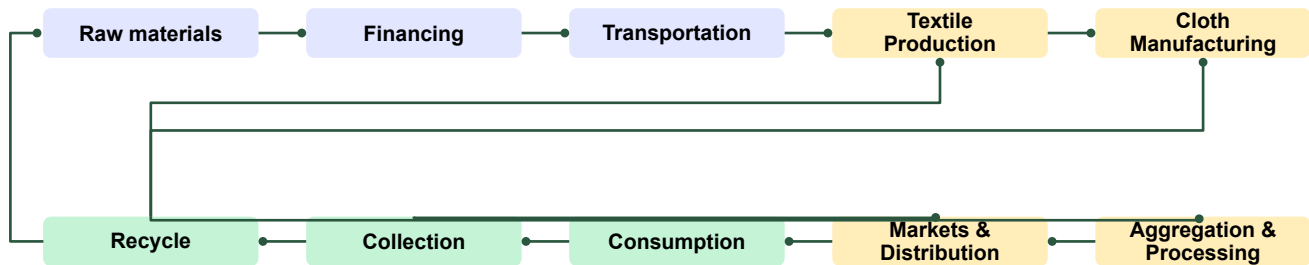 Raw materials
Financing
Transportation
Textile
Production
Cloth
Manufacturing
Recycle
Collection
Consumption
Markets &
Distribution
Aggregation &
Processing